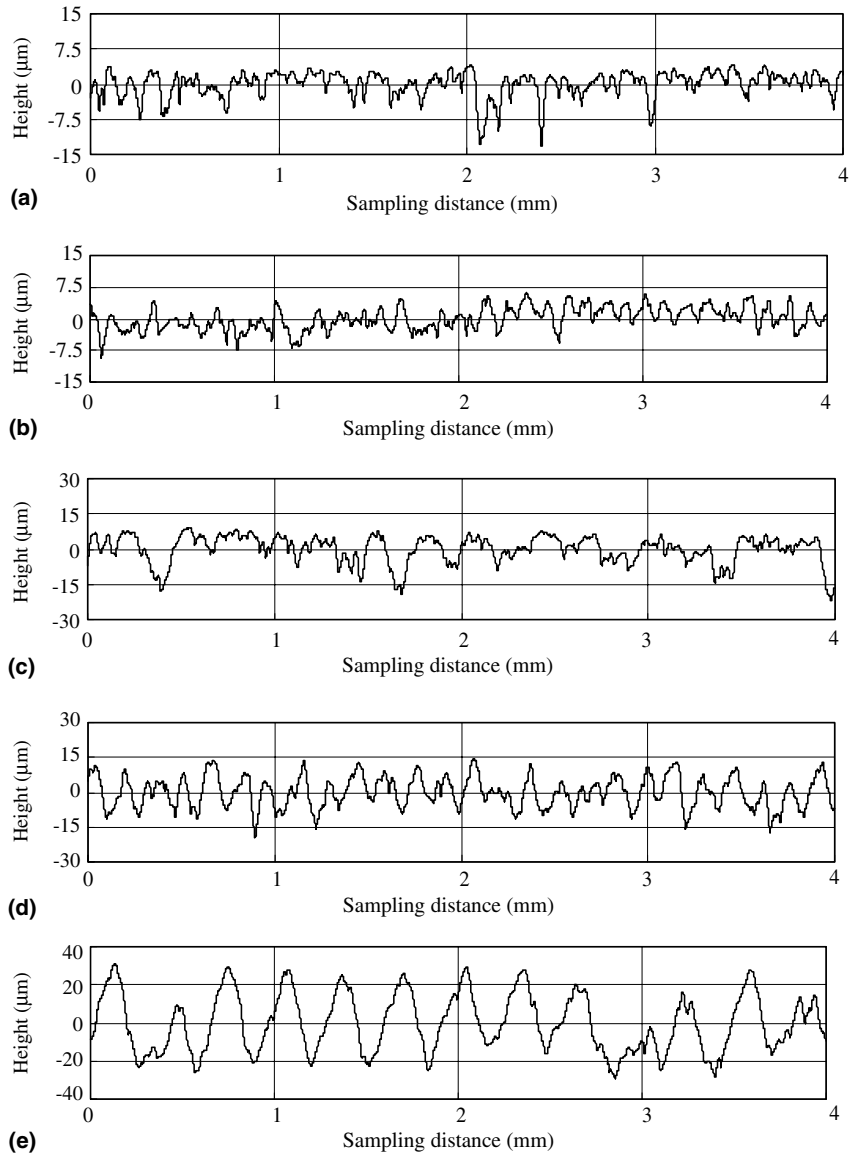 15
7.5
0
-7.5
-15
Height (μm)
0 1 2 3 4
Sampling distance (mm)
(a)
15
7.5
0
-7.5
-15
Height (μm)
0 1 2 3 4
Sampling distance (mm)
(b)
30
15
0
-15
-30
Height (μm)
0 1 2 3 4
Sampling distance (mm)
(c)
30
15
0
-15
-30
Height (μm)
0 1 2 3 4
Sampling distance (mm)
(d)
40
20
0
-20
-40
Height (μm)
0 1 2 3 4
Sampling distance (mm)
(e)